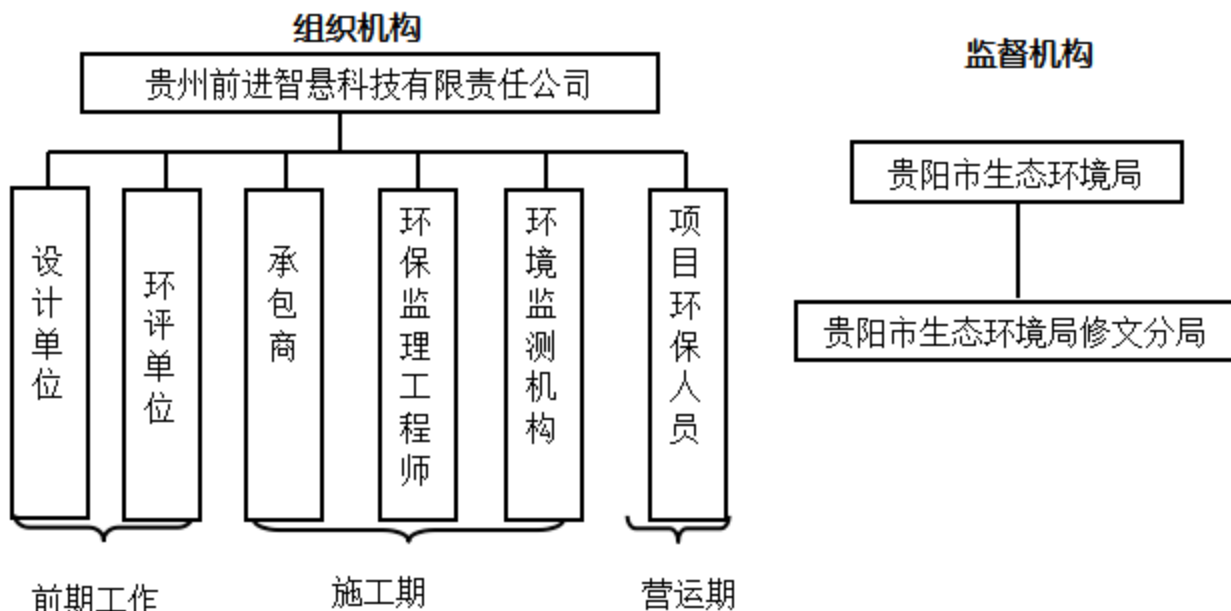 组织机构
贵州前进智悬科技有限责任公司
设计单位
环评单位
承包商
环保监理工程师
环境监测机构
项目环保人员
前期工作
施工期
营运期
监督机构
贵阳市生态环境局
贵阳市生态环境局修文分局